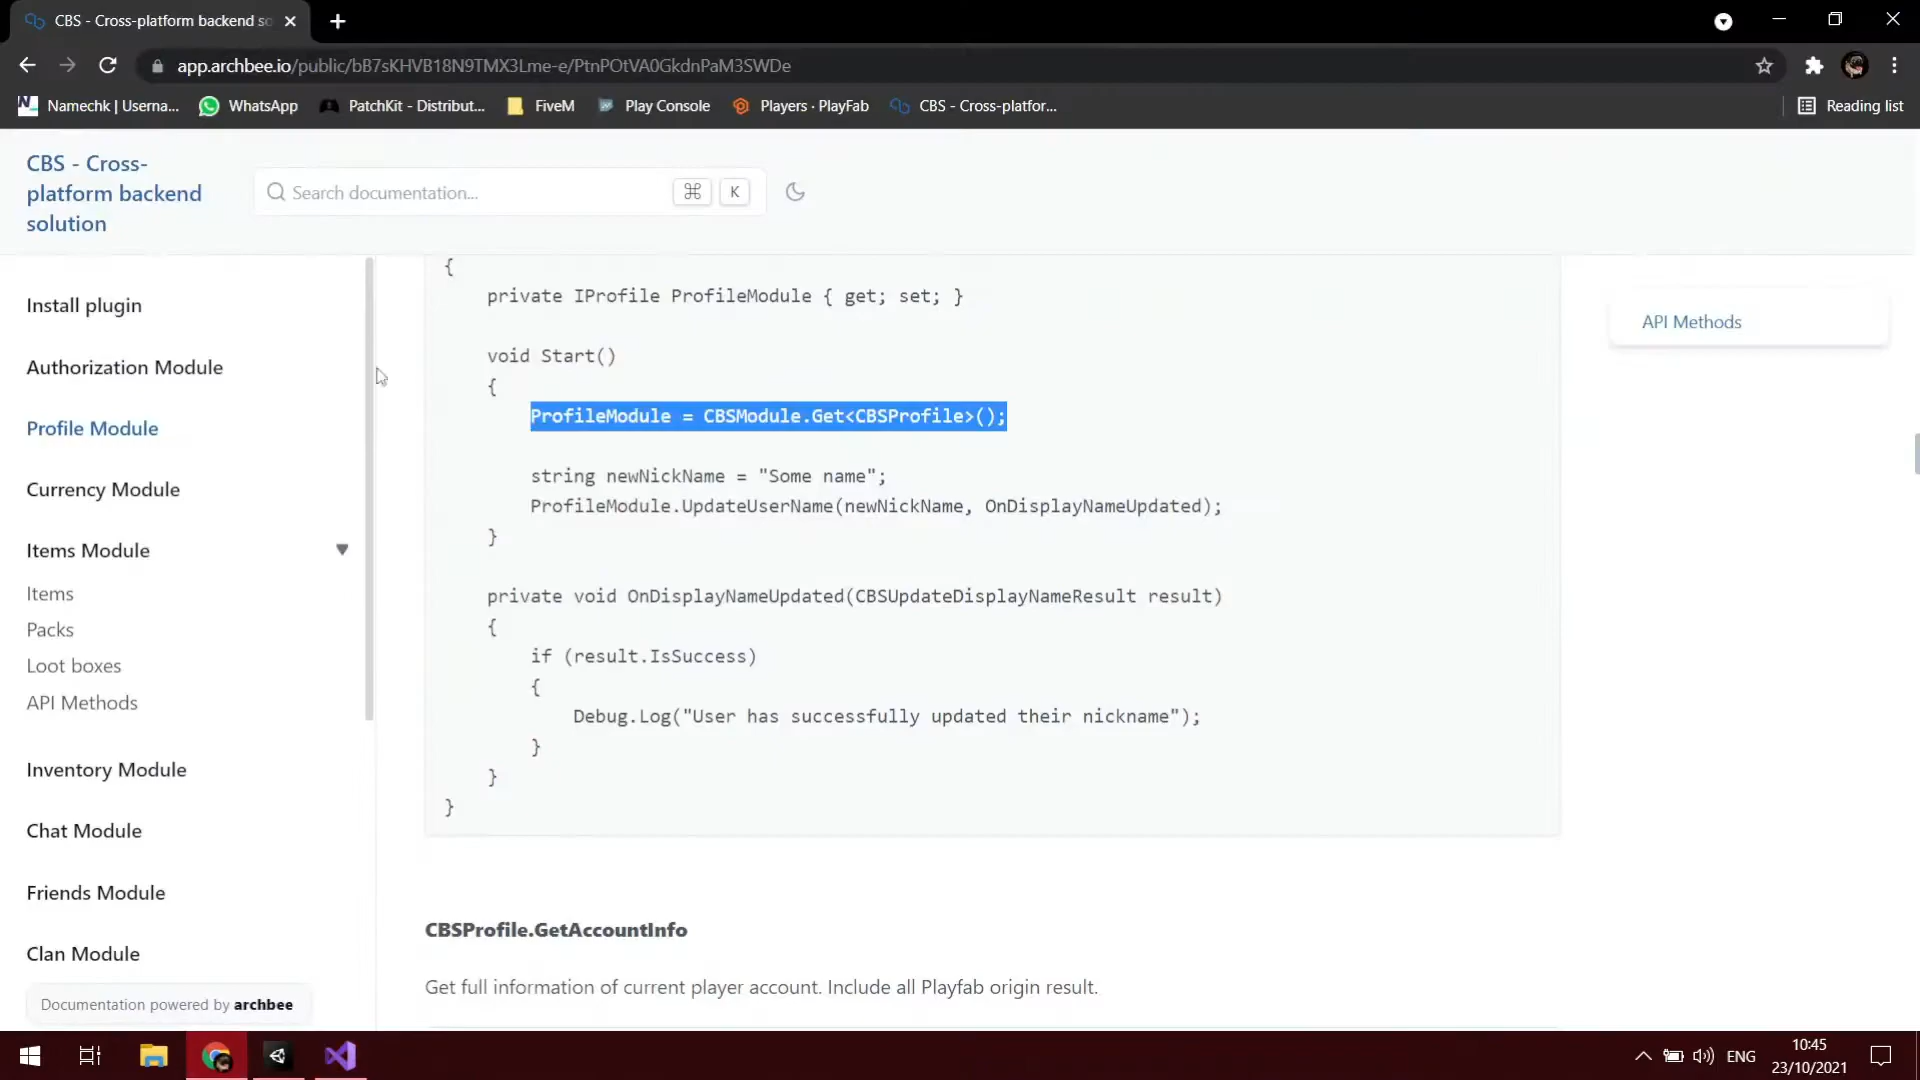 CBS - Cross-platform backend so
app.archbee.io/public/bB7sKHVB18N9TMX3Lme-e/PtnPOtVA0GkdnPaM3SWDe
Namechk | Userna...
WhatsApp
PatchKit - Distribut...
FiveM
Play Console
Players · PlayFab
CBS - Cross-platfor...
Reading list
CBS - Cross-
platform backend
solution
Search documentation...
⌘ K
Install plugin
Authorization Module
Profile Module
Currency Module
Items Module
Items
Packs
Loot boxes
API Methods
Inventory Module
Chat Module
Friends Module
Clan Module
Documentation powered by archbee
{
private IProfile ProfileModule { get; set; }
void Start()
{
ProfileModule = CBSModule.Get<CBSProfile>();
string newNickName = "Some name";
ProfileModule.UpdateUserName(newNickName, OnDisplayNameUpdated);
}
private void OnDisplayNameUpdated(CBSUpdateDisplayNameResult result)
{
if (result.IsSuccess)
{
Debug.Log("User has successfully updated their nickname");
}
}
}
CBSProfile.GetAccountInfo
Get full information of current player account. Include all Playfab origin result.
API Methods
ENG
10:45
23/10/2021